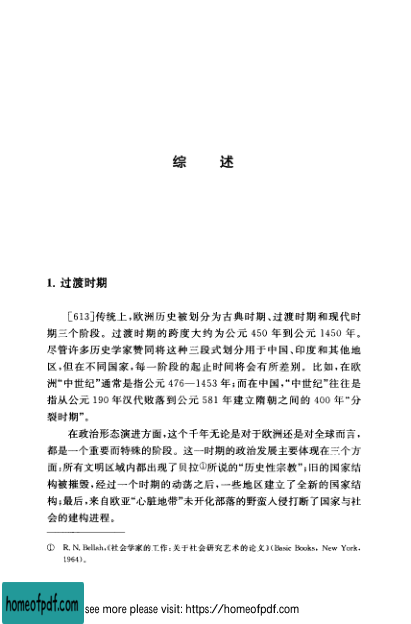 综 述
1. 过渡时期
[613]传统上,欧洲历史被划分为古典时期、过渡时期和现代时
期三个阶段。过渡时期的跨度大约为公元 450 年到公元 1450 年。
尽管许多历史学家赞同将这种三段式划分用于中国、印度和其他地
区,但在不同国家,每一阶段的起止时间将会有所差别。比如,在欧
洲“中世纪”通常是指公元 476—1453 年;而在中国,“中世纪”往往是
指从公元 190 年汉代败落到公元 581 年建立隋朝之间的 400 年“分
裂时期”。
在政治形态演进方面,这个千年无论是对于欧洲还是对全球而言,
都是一个重要而特殊的阶段。这一时期的政治发展主要体现在三个方
面:所有文明区域内都出现了贝拉①所说的“历史性宗教”;旧的国家结
构被摧毁,经过一个时期的动荡之后,一些地区建立了全新的国家结
构;最后,来自欧亚“心脏地带”未开化部落的野蛮入侵打断了国家与社
会的建构进程。
① R. N. Bellah,《社会学家的工作:关于社会研究艺术的论文》(Basic Books, New York,
1964)。
homeofpdf.com see more please visit: https://homeofpdf.com